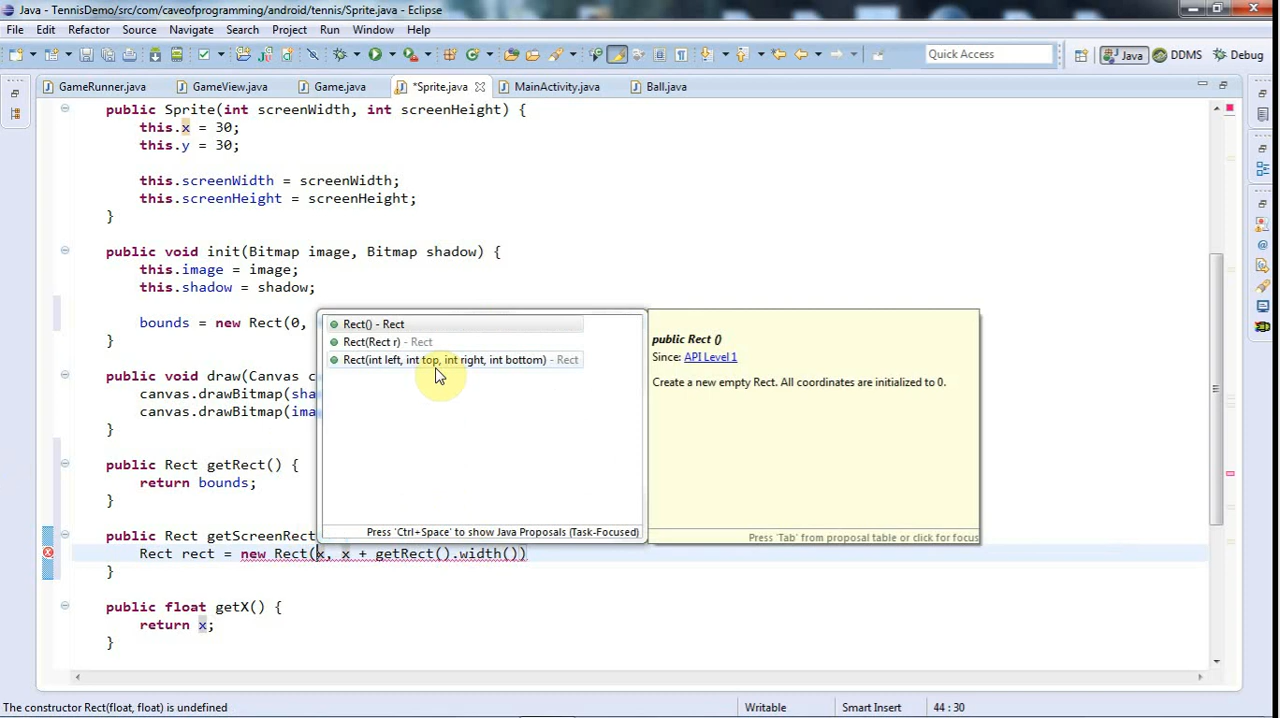 Java - TennisDemo/src/com/caveofprogramming/android/tennis/Sprite.java - Eclipse
File Edit Refactor Source Navigate Search Project Run Window Help
Quick Access Java DDMS Debug
GameRunner.java GameView.java Game.java *Sprite.java MainActivity.java Ball.java
public Sprite(int screenWidth, int screenHeight) {
this.x = 30;
this.y = 30;
this.screenWidth = screenWidth;
this.screenHeight = screenHeight;
}
public void init(Bitmap image, Bitmap shadow) {
this.image = image;
this.shadow = shadow;
bounds = new Rect(0,
}
public void draw(Canvas c
canvas.drawBitmap(sha
canvas.drawBitmap(ima
}
public Rect getRect() {
return bounds;
}
public Rect getScreenRect
Rect rect = new Rect(x, x + getRect().width())
}
public float getX() {
return x;
}
Rect() - Rect
Rect(Rect r) - Rect
Rect(int left, int top, int right, int bottom) - Rect
Press 'Ctrl+Space' to show Java Proposals (Task-Focused)
public Rect ()
Since: API Level 1
Create a new empty Rect. All coordinates are initialized to 0.
Press 'Tab' from proposal table or click for focus
The constructor Rect(float, float) is undefined Writable Smart Insert 44 : 30